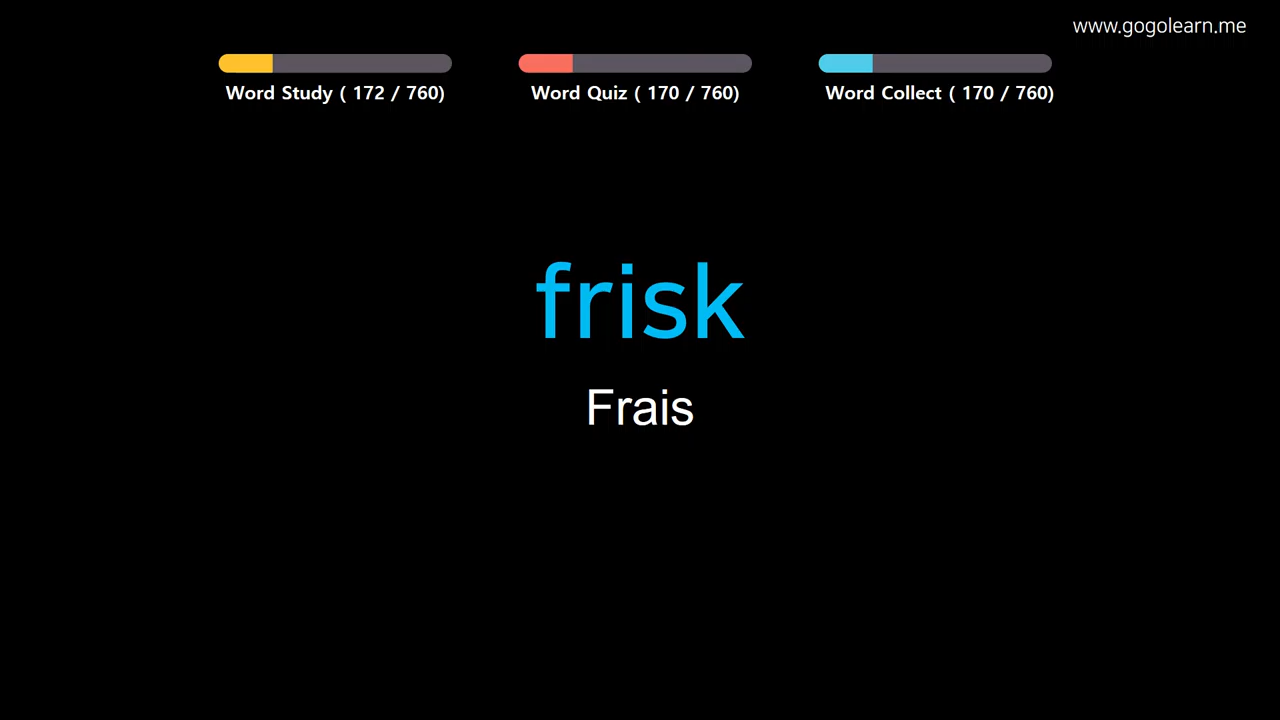 www.gogolearn.me
Word Study ( 172 / 760)
Word Quiz ( 170 / 760)
Word Collect ( 170 / 760)
frisk
Frais